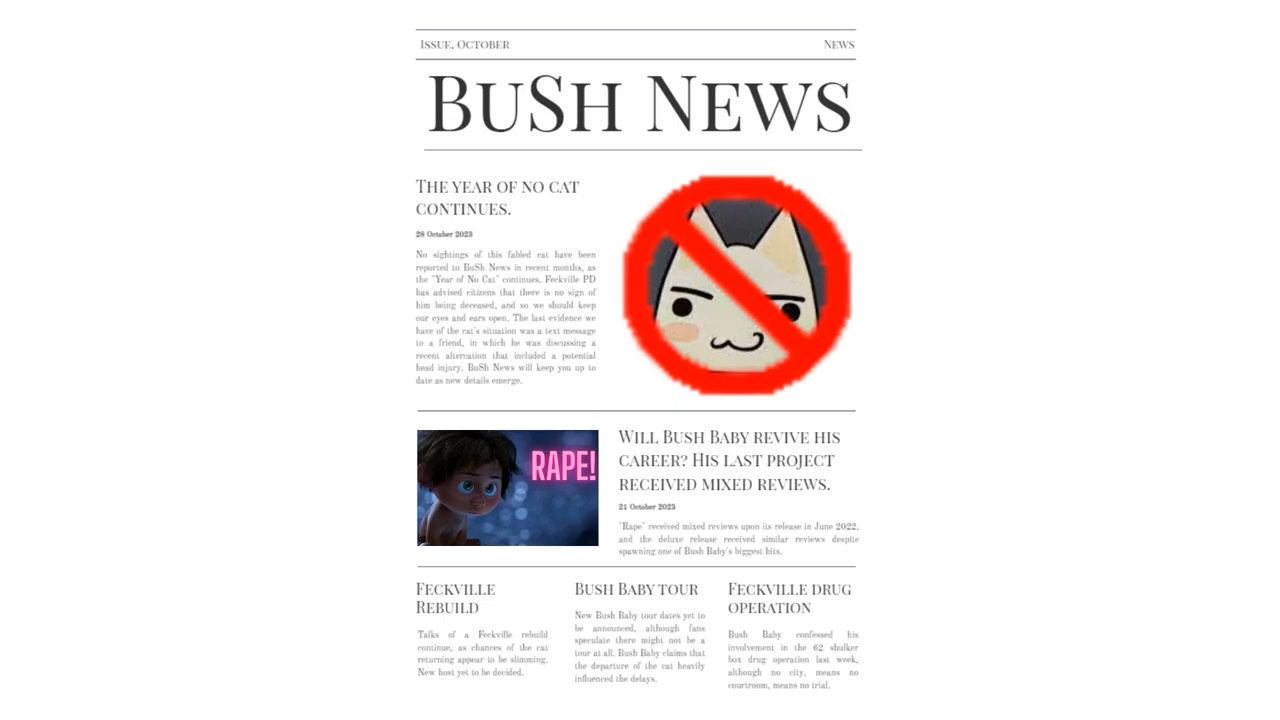 Issue, October
News
BuSh News
The year of no cat
continues.
28 October 2023
No sightings of this fabled cat have been
reported to BuSh News in recent months, as
the "Year of No Cat" continues. Feckville PD
has advised citizens that there is no sign of
him being deceased, and so we should keep
our eyes and ears open. The last evidence we
have of the cat's situation was a text message
to a friend, in which he was discussing a
recent altercation that included a potential
head injury. BuSh News will keep you up to
date as new details emerge.
RAPE!
Will Bush Baby revive his
career? His last project
received mixed reviews.
21 October 2023
"Rape" received mixed reviews upon its release in June 2022,
and the deluxe release received similar reviews despite
spawning one of Bush Baby's biggest hits.
Feckville
Rebuild
Talks of a Feckville rebuild
continue, as chances of the cat
returning appear to be slimming.
New host yet to be decided.
Bush Baby tour
New Bush Baby tour dates yet to
be announced, although fans
speculate there might not be a
tour at all. Bush Baby claims that
the departure of the cat heavily
influenced the delays.
Feckville drug
operation
Bush Baby confessed his
involvement in the 62 shulker
box drug operation last week,
although no city, means no
courtroom, means no trial.